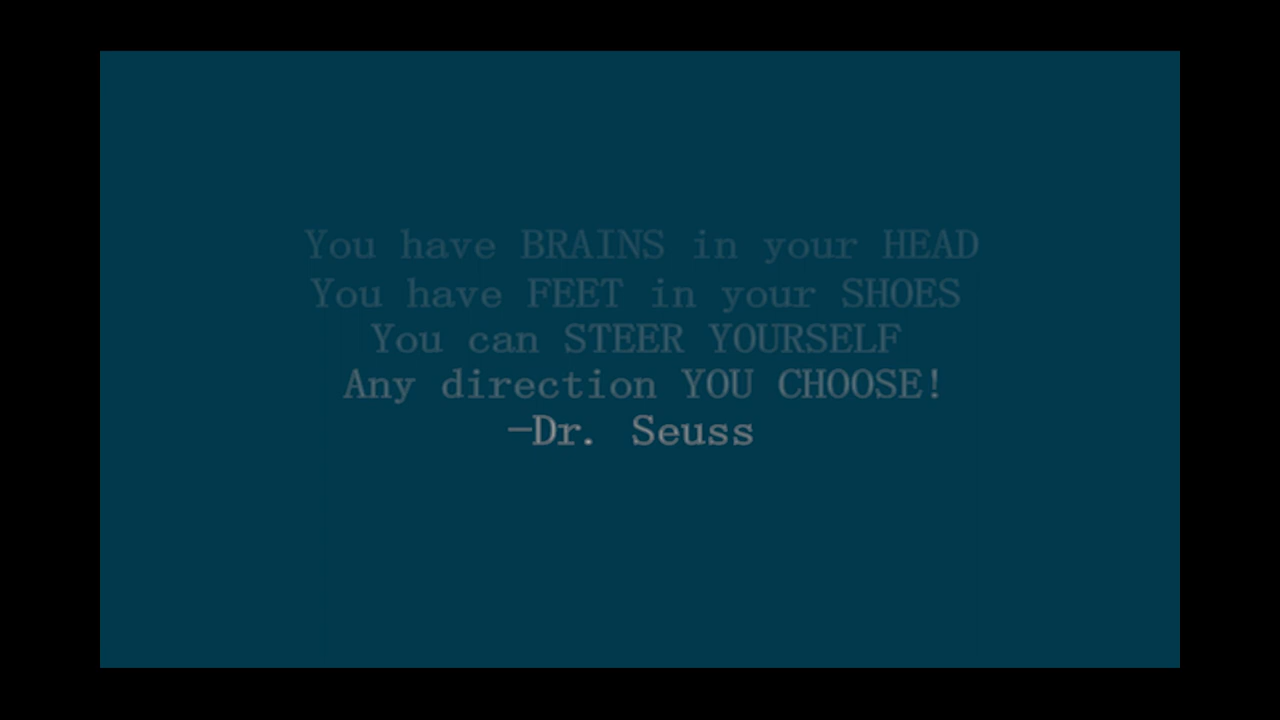 You have BRAINS in your HEAD
You have FEET in your SHOES
You can STEER YOURSELF
Any direction YOU CHOOSE!
—Dr. Seuss